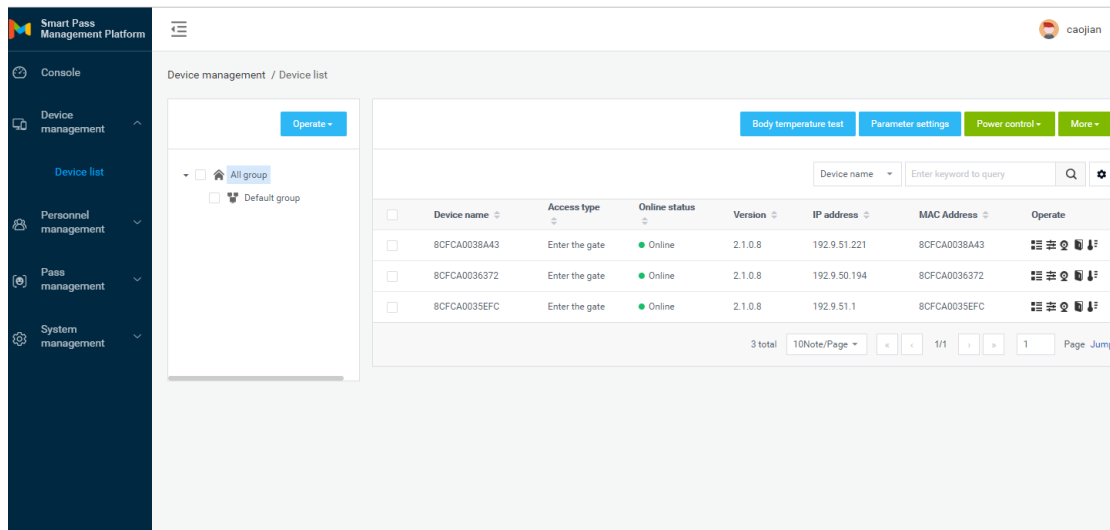 Smart Pass
Management Platform
caojian
Console
Device management / Device list
Device
management
Operate
Body temperature test Parameter settings Power control More
Device list
All group
Default group
Device name Enter keyword to query
Personnel
management
Device name Access type Online status Version IP address MAC Address Operate
8CFCA0038A43 Enter the gate Online 2.1.0.8 192.9.51.221 8CFCA0038A43
8CFCA0036372 Enter the gate Online 2.1.0.8 192.9.50.194 8CFCA0036372
8CFCA0035EFC Enter the gate Online 2.1.0.8 192.9.51.1 8CFCA0035EFC
Pass
management
System
management
3 total 10Note/Page « ‹ 1/1 › » 1 Page Jump